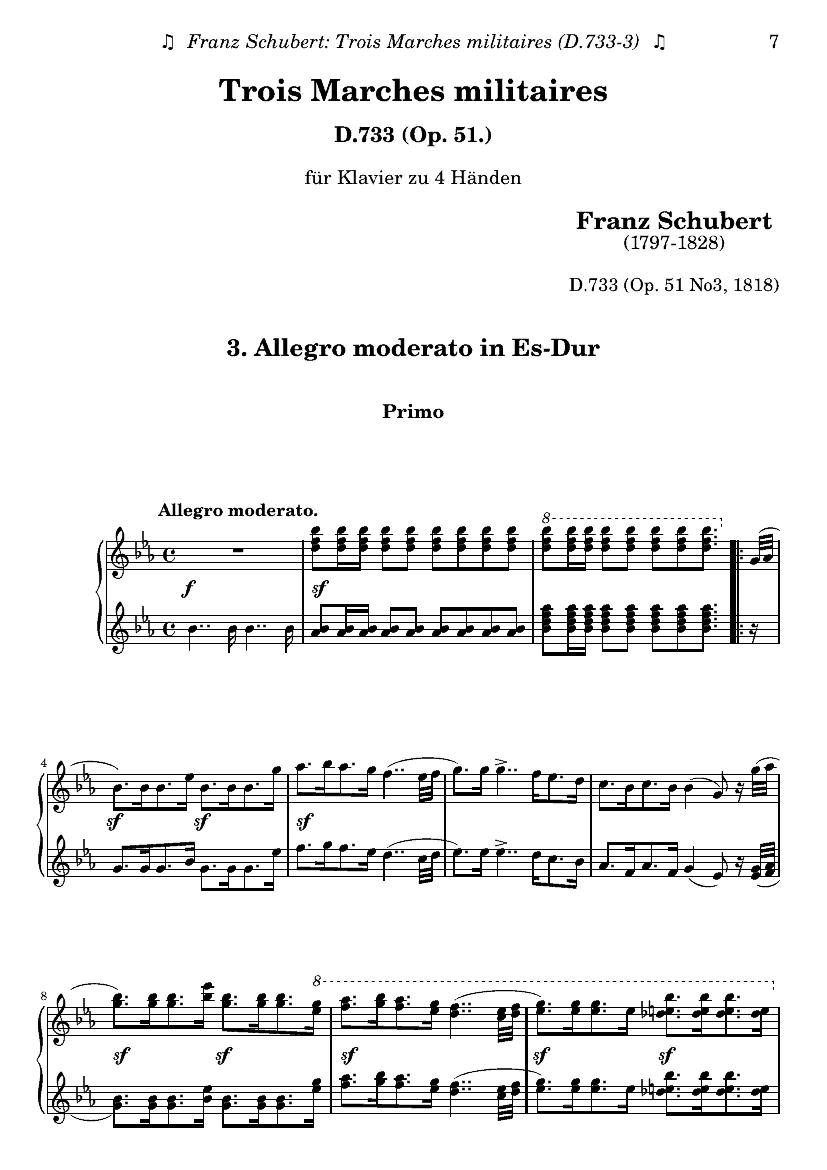 ♫ Franz Schubert: Trois Marches militaires (D.733-3) ♫ 7
Trois Marches militaires
D.733 (Op. 51.)
für Klavier zu 4 Händen
Franz Schubert
(1797-1828)
D.733 (Op. 51 No3, 1818)
3. Allegro moderato in Es-Dur
Primo
Allegro moderato.
8
f sf
4
sf sf sf
8
8
sf sf sf sf sf